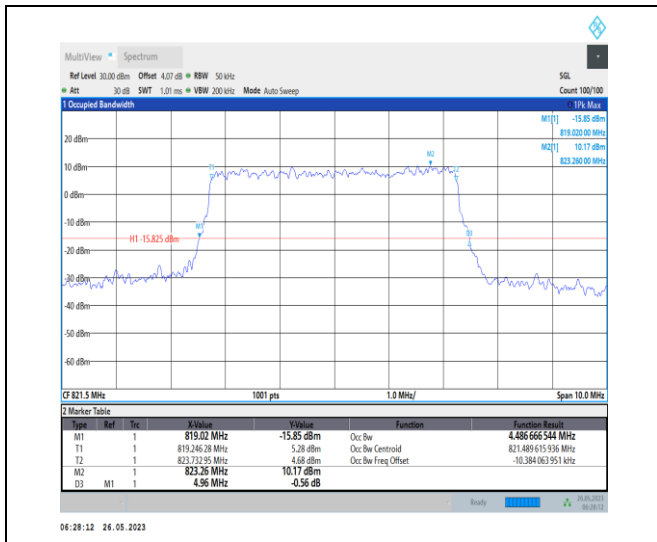 MultiView Spectrum
Ref Level 30.00 dBm Offset 4.07 dB RBW 50 kHz SGL
Att 30 dB SWT 1.01 ms VBW 200 kHz Mode Auto Sweep Count 100/100
1 Occupied Bandwidth 1Pk Max
M1[1] -15.85 dBm
819.020 00 MHz
M2[1] 10.17 dBm
823.260 00 MHz
20 dBm
M2
T1
10 dBm
0 dBm
-10 dBm
M1
H1 -15.825 dBm
D3
-20 dBm
-30 dBm
-40 dBm
-50 dBm
-60 dBm
CF 821.5 MHz 1001 pts 1.0 MHz/ Span 10.0 MHz
2 Marker Table
Type Ref Trc X-Value Y-Value Function Function Result
M1 1 819.02 MHz -15.85 dBm Occ Bw 4.486 666 544 MHz
T1 1 819.246 28 MHz 5.28 dBm Occ Bw Centroid 821.489 615 936 MHz
T2 1 823.732 95 MHz 4.68 dBm Occ Bw Freq Offset -10.384 063 951 kHz
M2 1 823.26 MHz 10.17 dBm
D3 M1 1 4.96 MHz -0.56 dB
Ready 26.05.2023
06:28:12
06:28:12 26.05.2023